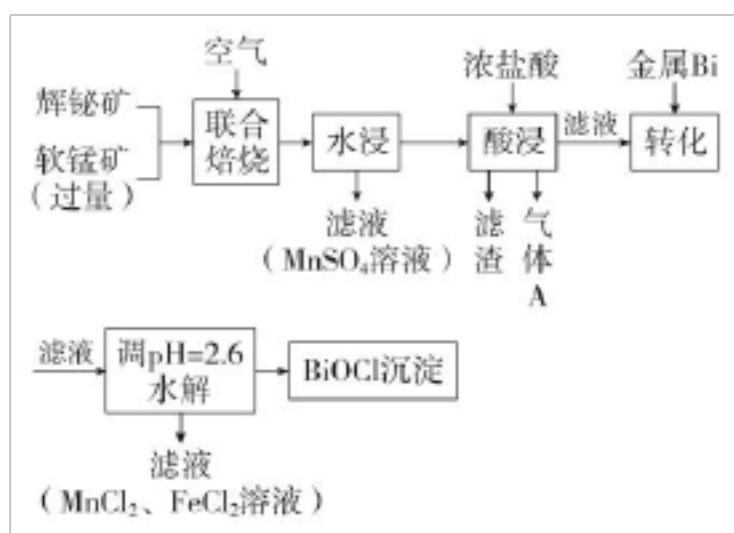 空气
浓盐酸
金属Bi
辉铋矿
软锰矿
(过量)
联合
焙烧
水浸
酸浸
滤液
转化
滤液
(MnSO₄溶液)
滤渣
气体A
滤液
调pH=2.6
水解
BiOCl沉淀
滤液
(MnCl₂、FeCl₂溶液)